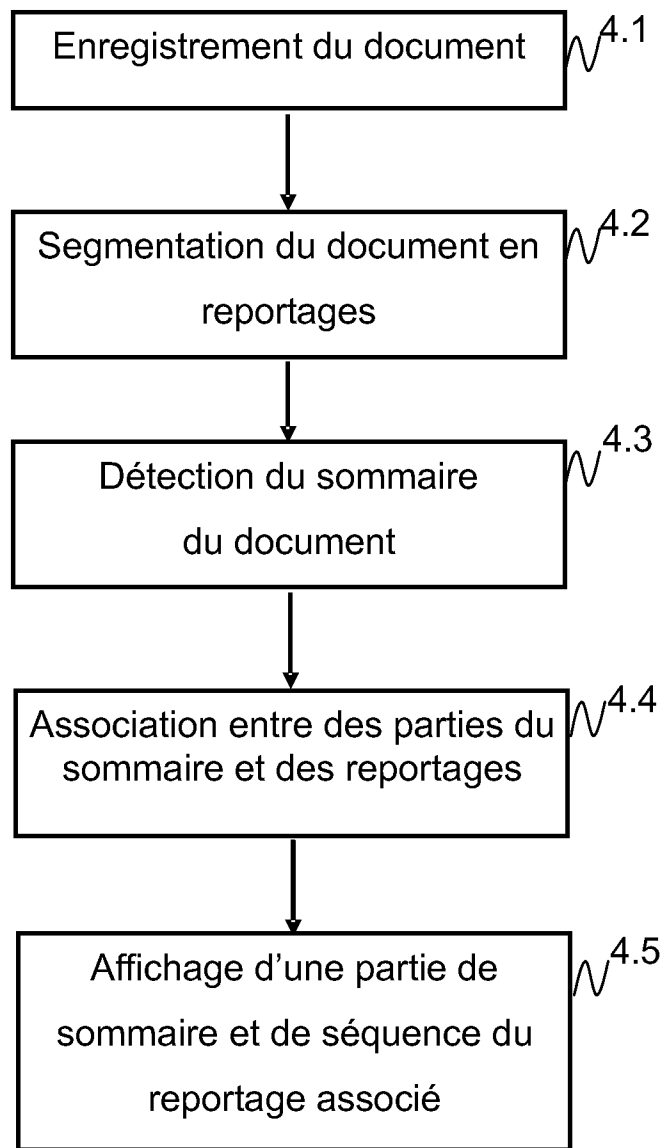 Enregistrement du document
4.1
Segmentation du document en
reportages
4.2
Détection du sommaire
du document
4.3
Association entre des parties du
sommaire et des reportages
4.4
Affichage d'une partie de
sommaire et de séquence du
reportage associé
4.5